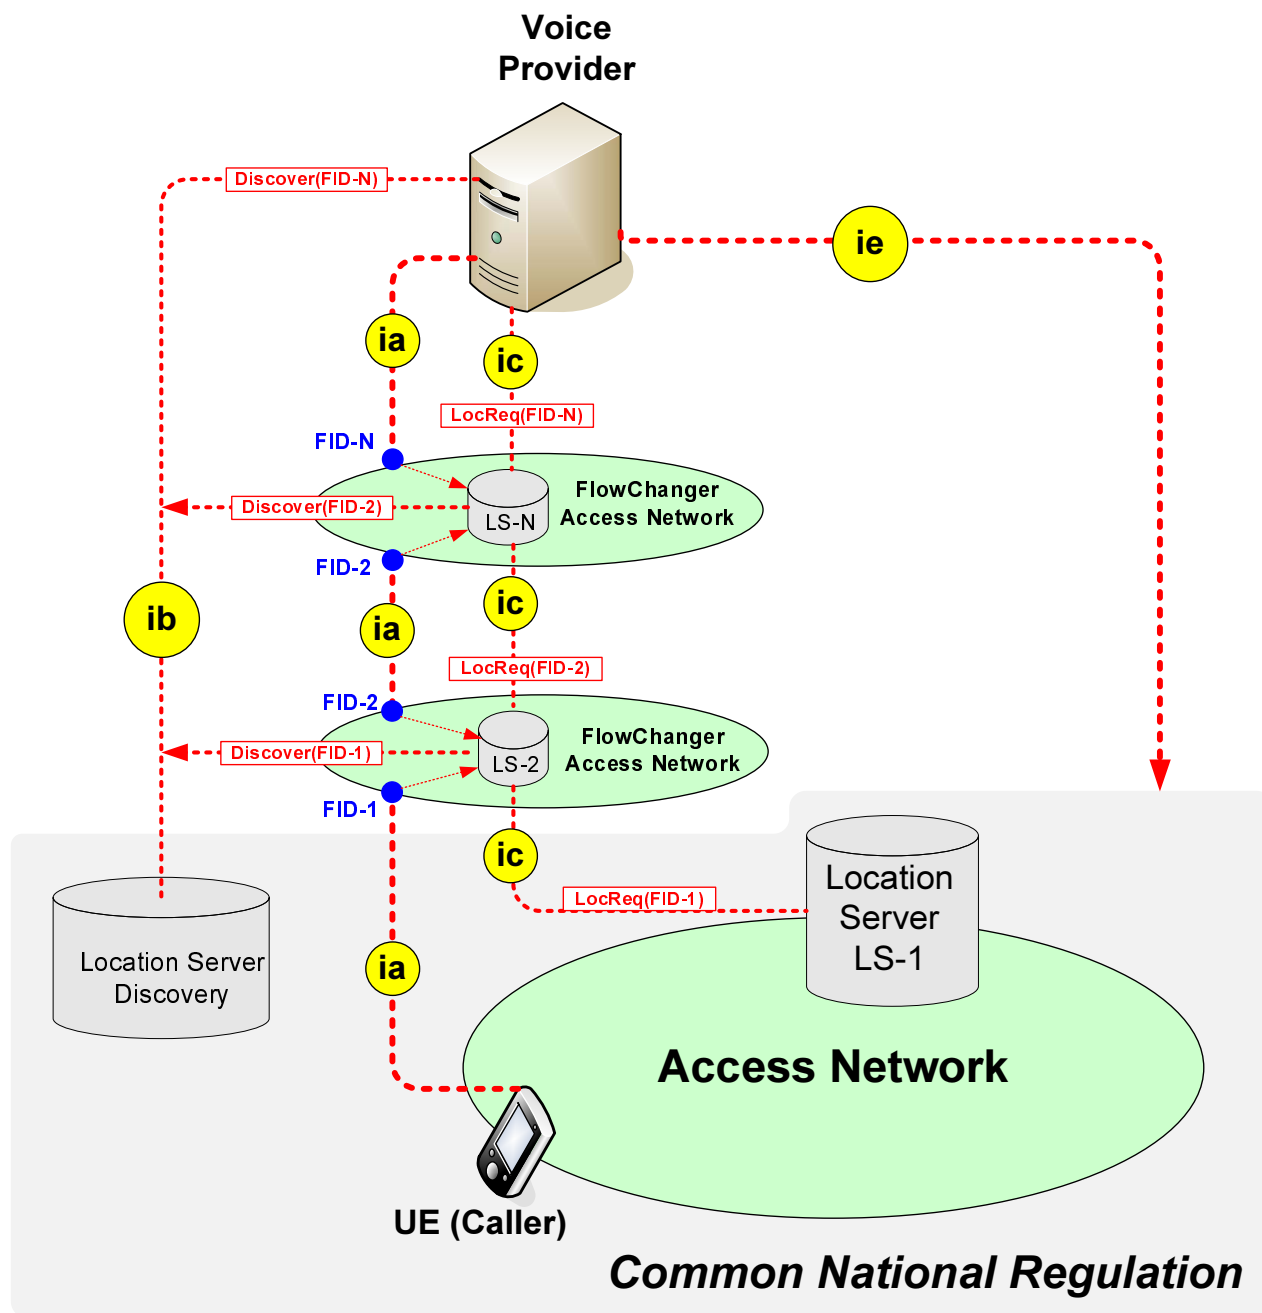 Voice
Provider
Discover(FID-N)
ie
ia
ic
LocReq(FID-N)
FID-N
FlowChanger
Access Network
Discover(FID-2)
LS-N
FID-2
ic
ib
ia
LocReq(FID-2)
FID-2
FlowChanger
Access Network
Discover(FID-1)
LS-2
FID-1
ic
Location
Server
LS-1
LocReq(FID-1)
Location Server
Discovery
ia
Access Network
UE (Caller)
Common National Regulation